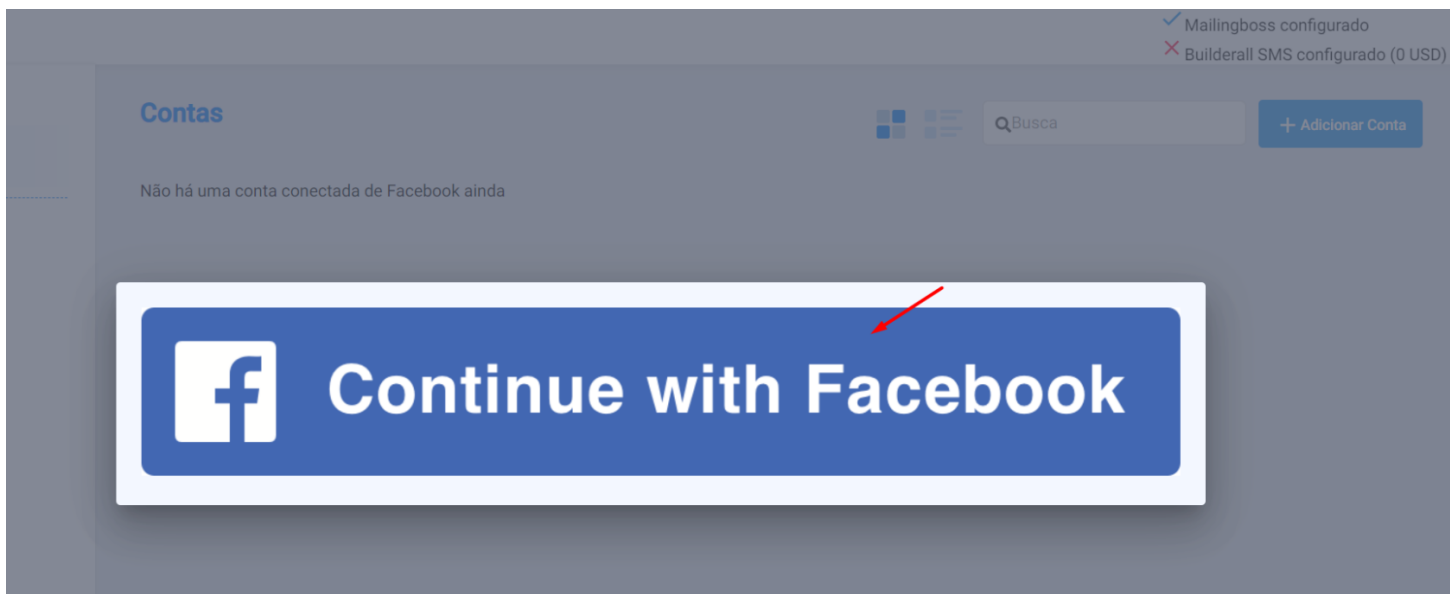 Mailingboss configurado
Builderall SMS configurado (0 USD)
Contas
Busca
+ Adicionar Conta
Não há uma conta conectada de Facebook ainda
f Continue with Facebook